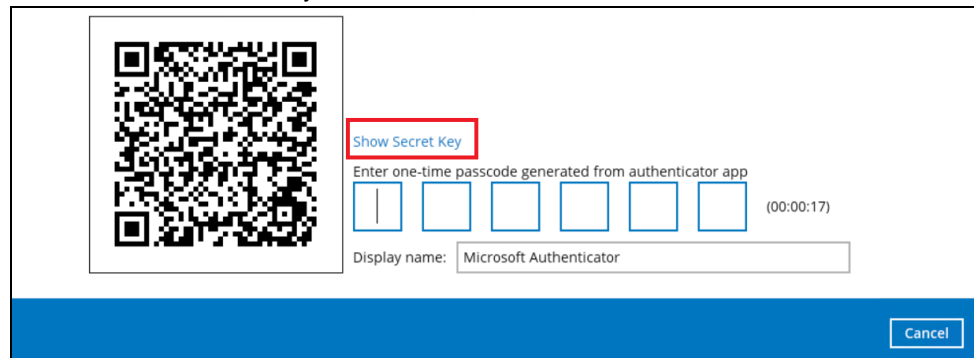 Show Secret Key
Enter one-time passcode generated from authenticator app
(00:00:17)
Display name: Microsoft Authenticator
Cancel